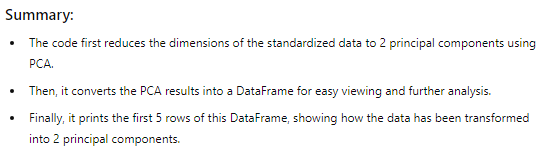 Summary:
• The code first reduces the dimensions of the standardized data to 2 principal components using
PCA.
• Then, it converts the PCA results into a DataFrame for easy viewing and further analysis.
• Finally, it prints the first 5 rows of this DataFrame, showing how the data has been transformed
into 2 principal components.